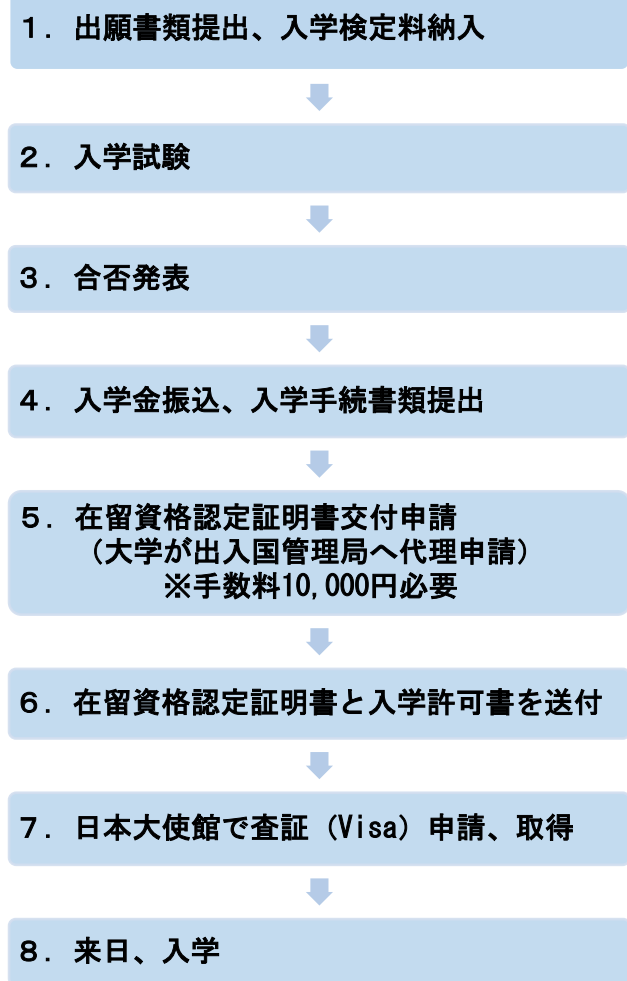 １．出願書類提出、入学検定料納入
２．入学試験
３．合否発表
４．入学金振込、入学手続書類提出
５．在留資格認定証明書交付申請
（大学が出入国管理局へ代理申請）
※手数料10,000円必要
６．在留資格認定証明書と入学許可書を送付
７．日本大使館で査証（Visa）申請、取得
８．来日、入学